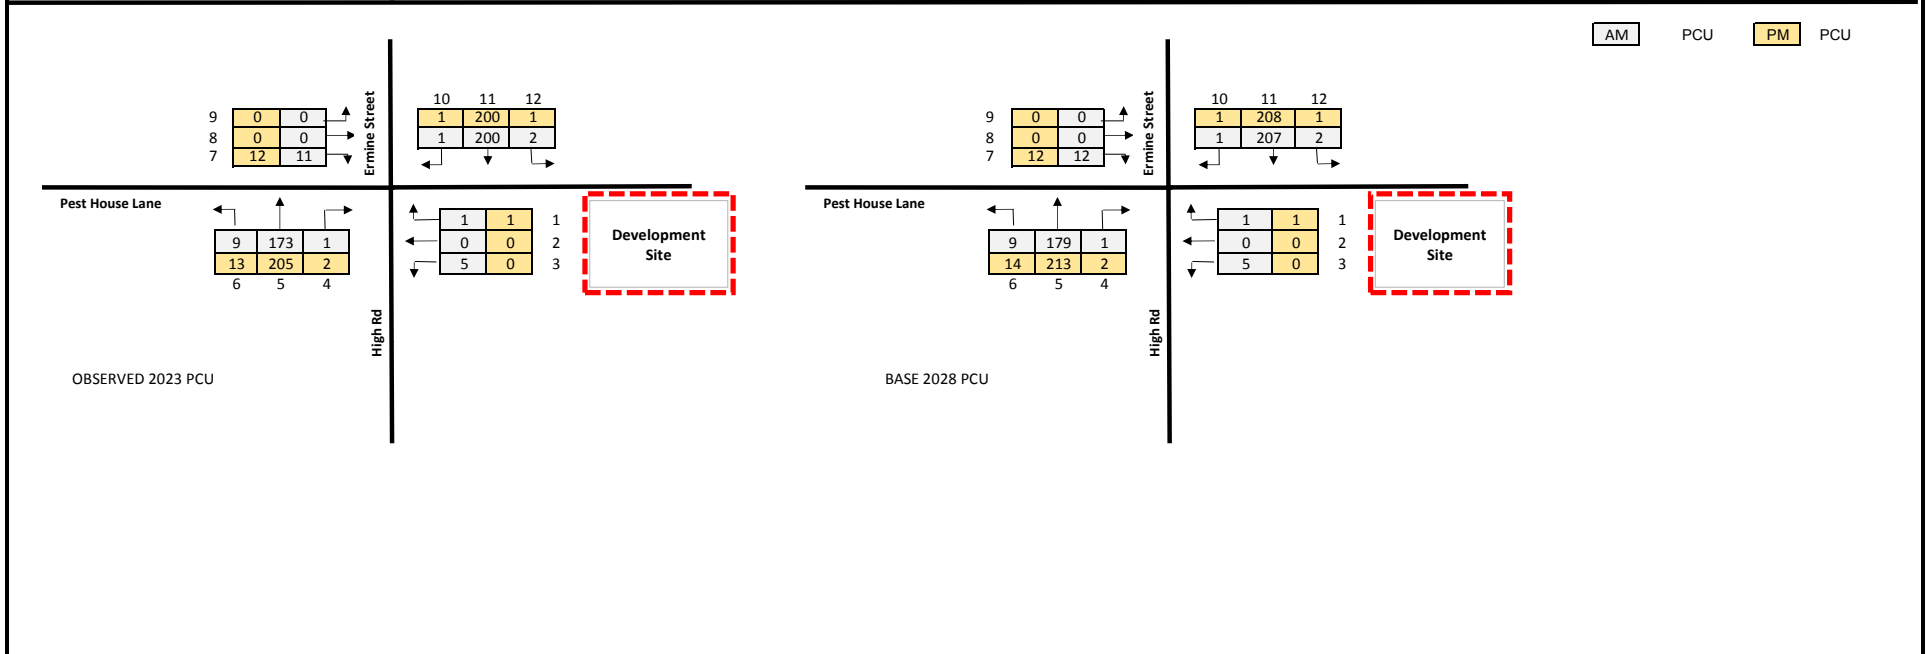 AM PCU PM PCU
10 11 12
9 0 0
1 200 1
8 0 0
1 200 2
7 12 11
Ermine Street
Pest House Lane
9 173 1
13 205 2
6 5 4
1 1 1
0 0 2
5 0 3
Development
Site
High Rd
OBSERVED 2023 PCU
10 11 12
9 0 0
1 208 1
8 0 0
1 207 2
7 12 12
Ermine Street
Pest House Lane
9 179 1
14 213 2
6 5 4
1 1 1
0 0 2
5 0 3
Development
Site
High Rd
BASE 2028 PCU